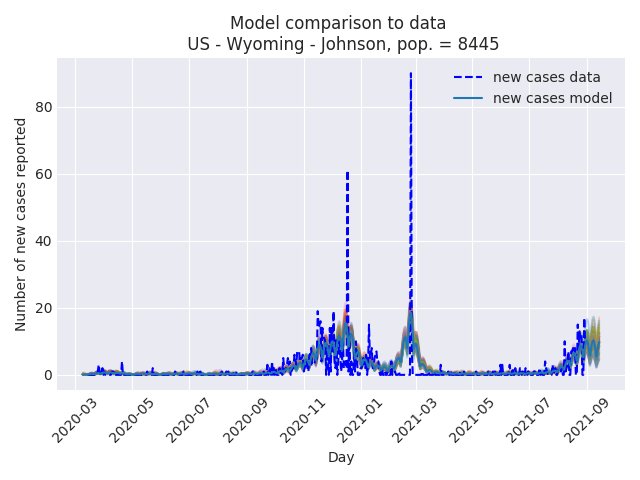 Model comparison to data
US - Wyoming - Johnson, pop. = 8445
new cases data
new cases model
Number of new cases reported
80
60
40
20
0
2020-03
2020-05
2020-07
2020-09
2020-11
2021-01
2021-03
2021-05
2021-07
2021-09
Day